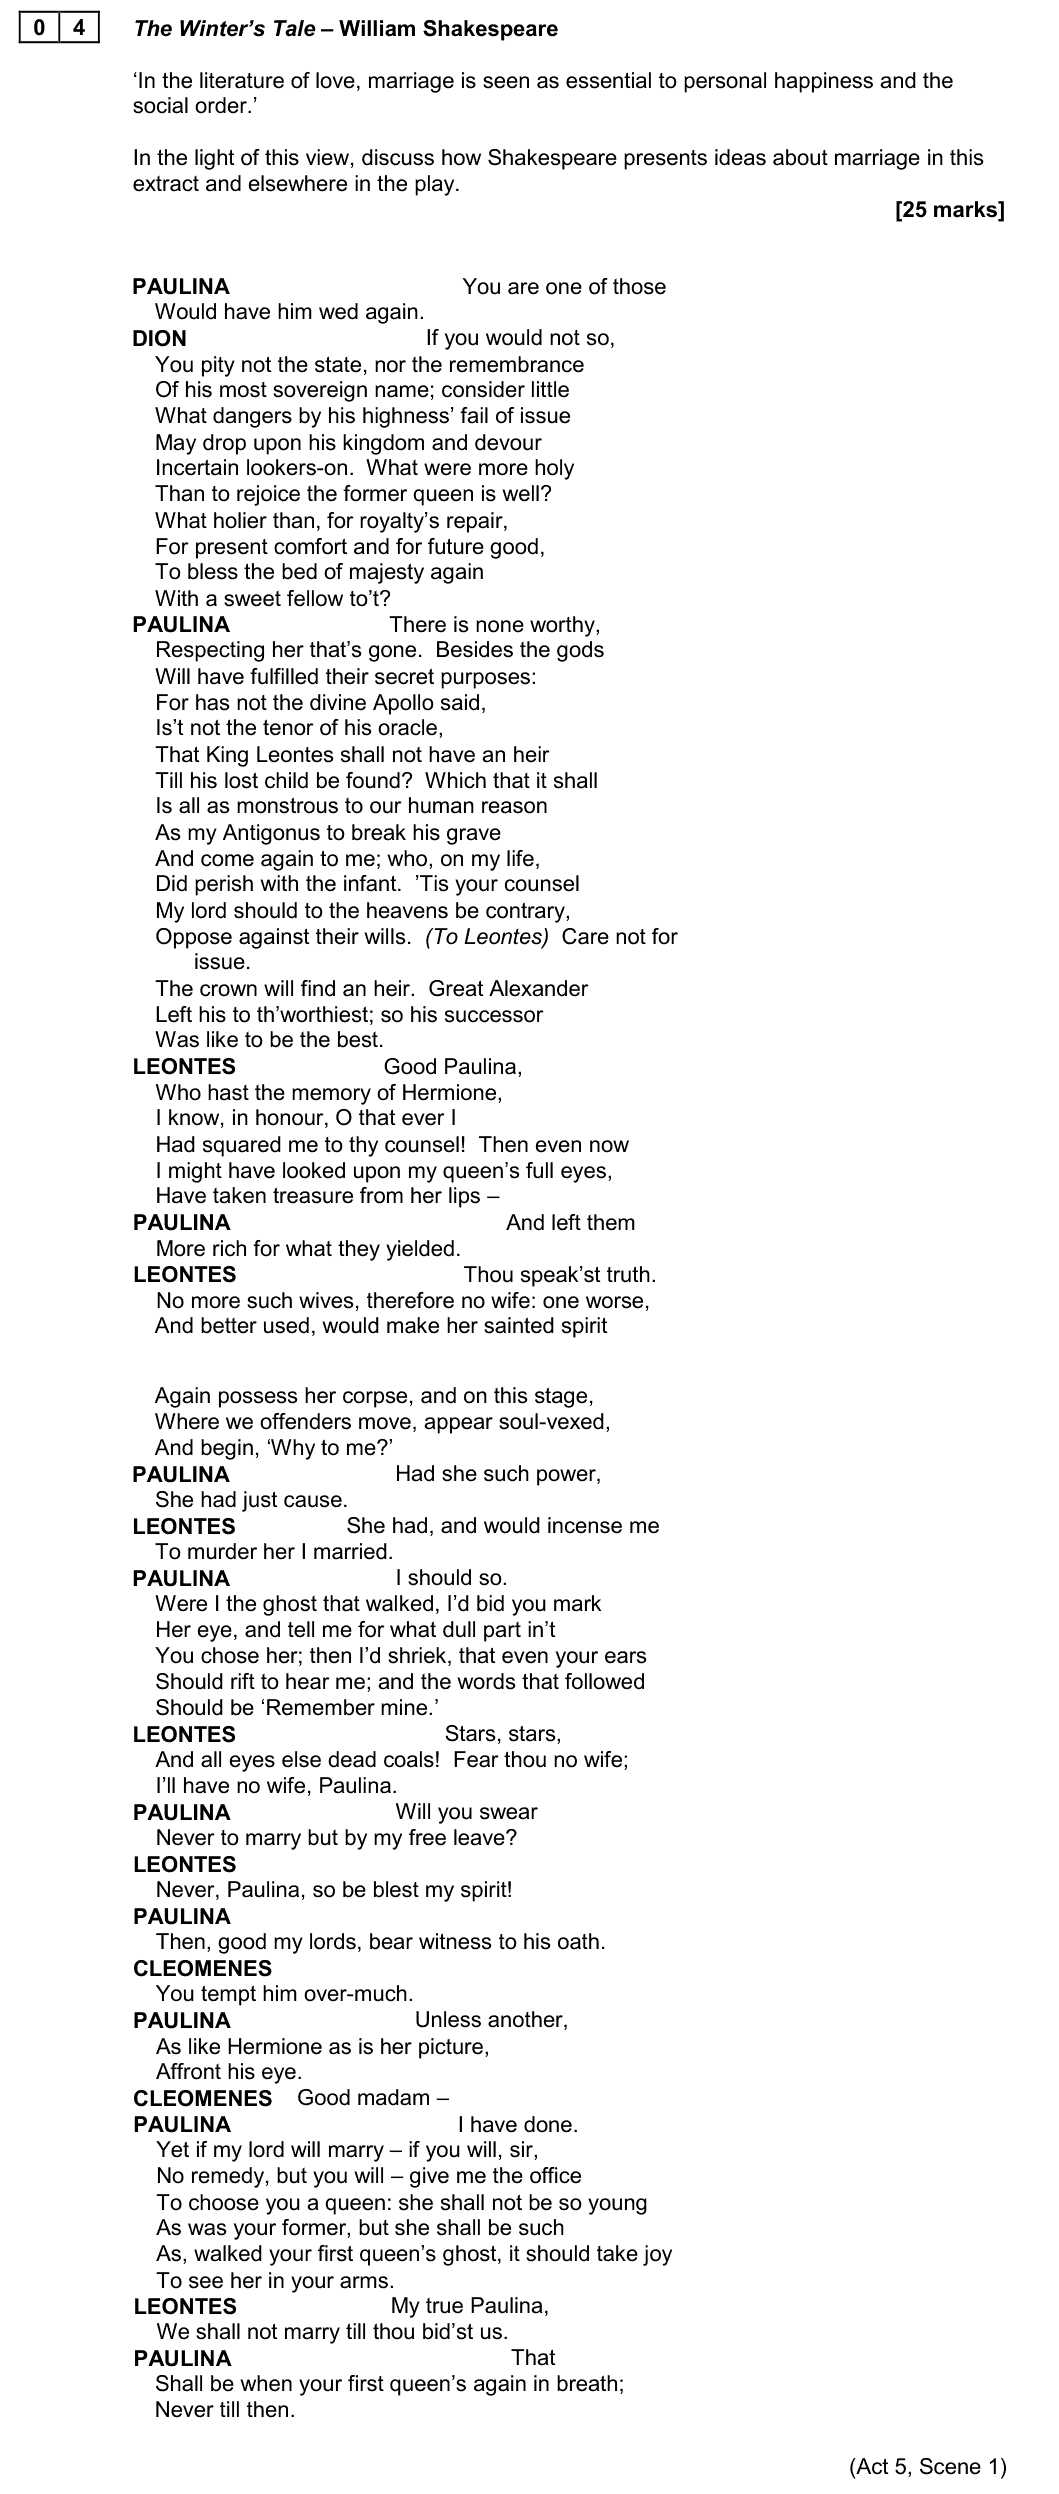 0 4 The Winter’s Tale – William Shakespeare
‘In the literature of love, marriage is seen as essential to personal happiness and the
social order.’
In the light of this view, discuss how Shakespeare presents ideas about marriage in this
extract and elsewhere in the play.
[25 marks]
PAULINA You are one of those
Would have him wed again.
DION If you would not so,
You pity not the state, nor the remembrance
Of his most sovereign name; consider little
What dangers by his highness’ fail of issue
May drop upon his kingdom and devour
Incertain lookers-on. What were more holy
Than to rejoice the former queen is well?
What holier than, for royalty’s repair,
For present comfort and for future good,
To bless the bed of majesty again
With a sweet fellow to’t?
PAULINA There is none worthy,
Respecting her that’s gone. Besides the gods
Will have fulfilled their secret purposes:
For has not the divine Apollo said,
Is’t not the tenor of his oracle,
That King Leontes shall not have an heir
Till his lost child be found? Which that it shall
Is all as monstrous to our human reason
As my Antigonus to break his grave
And come again to me; who, on my life,
Did perish with the infant. ’Tis your counsel
My lord should to the heavens be contrary,
Oppose against their wills. (To Leontes) Care not for
issue.
The crown will find an heir. Great Alexander
Left his to th’worthiest; so his successor
Was like to be the best.
LEONTES Good Paulina,
Who hast the memory of Hermione,
I know, in honour, O that ever I
Had squared me to thy counsel! Then even now
I might have looked upon my queen’s full eyes,
Have taken treasure from her lips –
PAULINA And left them
More rich for what they yielded.
LEONTES Thou speak’st truth.
No more such wives, therefore no wife: one worse,
And better used, would make her sainted spirit
Again possess her corpse, and on this stage,
Where we offenders move, appear soul-vexed,
And begin, ‘Why to me?’
PAULINA Had she such power,
She had just cause.
LEONTES She had, and would incense me
To murder her I married.
PAULINA I should so.
Were I the ghost that walked, I’d bid you mark
Her eye, and tell me for what dull part in’t
You chose her; then I’d shriek, that even your ears
Should rift to hear me; and the words that followed
Should be ‘Remember mine.’
LEONTES Stars, stars,
And all eyes else dead coals! Fear thou no wife;
I’ll have no wife, Paulina.
PAULINA Will you swear
Never to marry but by my free leave?
LEONTES
Never, Paulina, so be blest my spirit!
PAULINA
Then, good my lords, bear witness to his oath.
CLEOMENES
You tempt him over-much.
PAULINA Unless another,
As like Hermione as is her picture,
Affront his eye.
CLEOMENES Good madam –
PAULINA I have done.
Yet if my lord will marry – if you will, sir,
No remedy, but you will – give me the office
To choose you a queen: she shall not be so young
As was your former, but she shall be such
As, walked your first queen’s ghost, it should take joy
To see her in your arms.
LEONTES My true Paulina,
We shall not marry till thou bid’st us.
PAULINA That
Shall be when your first queen’s again in breath;
Never till then.
(Act 5, Scene 1)